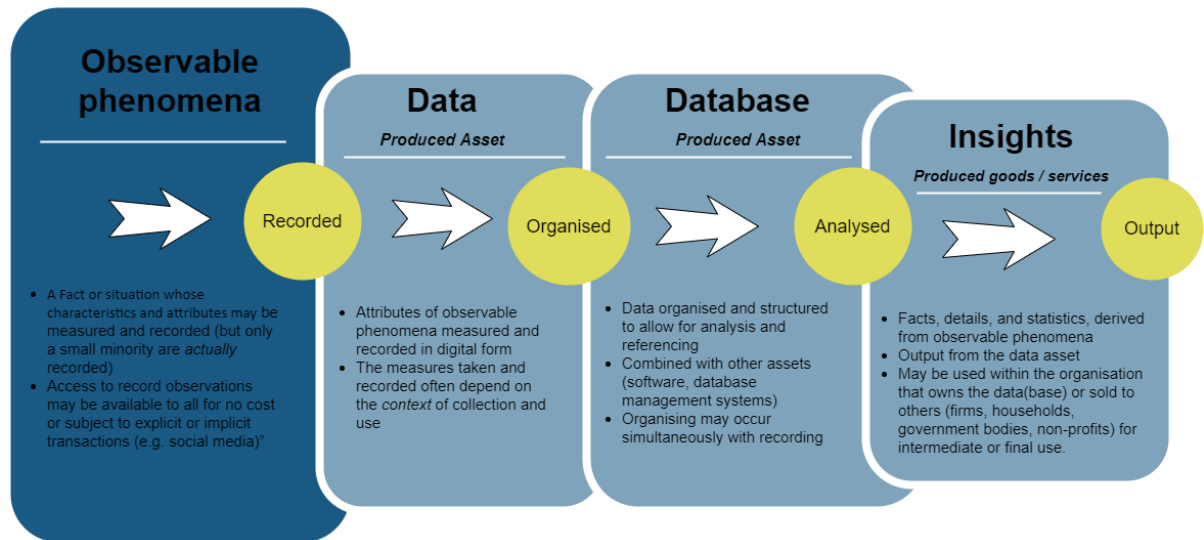 Observable
phenomena
Recorded
• A Fact or situation whose
characteristics and attributes may be
measured and recorded (but only
a small minority are actually
recorded)
• Access to record observations
may be available to all for no cost
or subject to explicit or implicit
transactions (e.g. social media)”
Data
Produced Asset
Organised
• Attributes of observable
phenomena measured and
recorded in digital form
• The measures taken and
recorded often depend on
the context of collection and
use
Database
Produced Asset
Analysed
• Data organised and structured
to allow for analysis and
referencing
• Combined with other assets
(software, database
management systems)
• Organising may occur
simultaneously with recording
Insights
Produced goods / services
Output
• Facts, details, and statistics, derived
from observable phenomena
• Output from the data asset
• May be used within the organisation
that owns the data(base) or sold to
others (firms, households,
government bodies, non-profits) for
intermediate or final use.